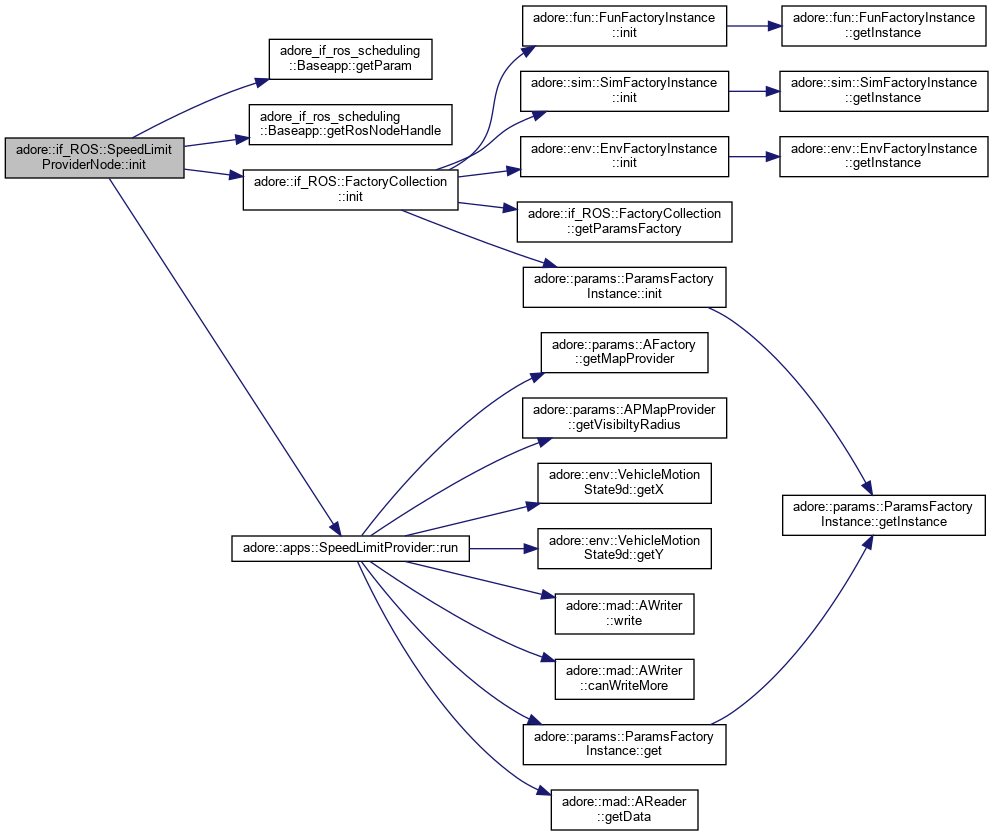 adore::if_ROS::SpeedLimit
ProviderNode::init
adore_if_ros_scheduling
::Baseapp::getParam
adore_if_ros_scheduling
::Baseapp::getRosNodeHandle
adore::if_ROS::FactoryCollection
::init
adore::apps::SpeedLimitProvider::run
adore::fun::FunFactoryInstance
::init
adore::sim::SimFactoryInstance
::init
adore::env::EnvFactoryInstance
::init
adore::if_ROS::FactoryCollection
::getParamsFactory
adore::params::ParamsFactory
Instance::init
adore::params::AFactory
::getMapProvider
adore::params::APMapProvider
::getVisibiltyRadius
adore::env::VehicleMotion
State9d::getX
adore::env::VehicleMotion
State9d::getY
adore::mad::AWriter
::write
adore::mad::AWriter
::canWriteMore
adore::params::ParamsFactory
Instance::get
adore::mad::AReader
::getData
adore::fun::FunFactoryInstance
::getInstance
adore::sim::SimFactoryInstance
::getInstance
adore::env::EnvFactoryInstance
::getInstance
adore::params::ParamsFactory
Instance::getInstance